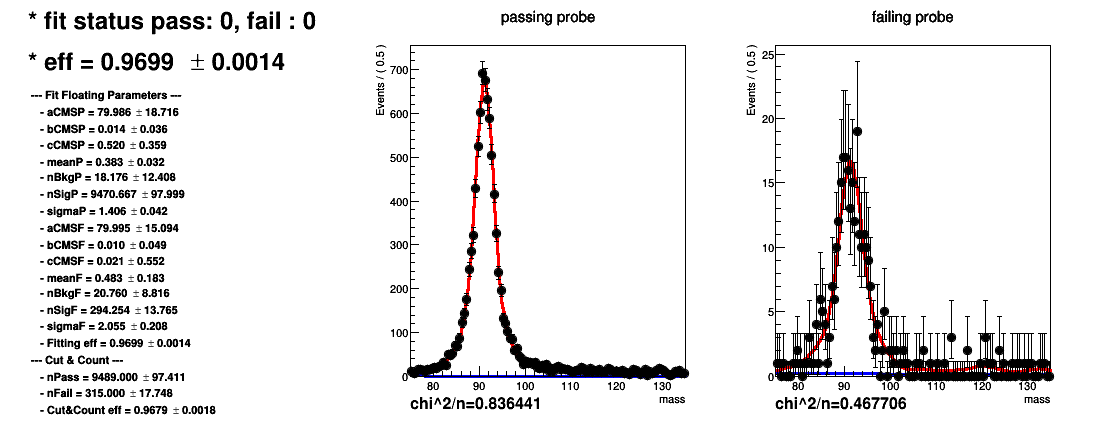 * fit status pass: 0, fail : 0
* eff = 0.9699 ± 0.0014
--- Fit Floating Parameters ---
- aCMSP = 79.986 ± 18.716
- bCMSP = 0.014 ± 0.036
- cCMSP = 0.520 ± 0.359
- meanP = 0.383 ± 0.032
- nBkgP = 18.176 ± 12.408
- nSigP = 9470.667 ± 97.999
- sigmaP = 1.406 ± 0.042
- aCMSF = 79.995 ± 15.094
- bCMSF = 0.010 ± 0.049
- cCMSF = 0.021 ± 0.552
- meanF = 0.483 ± 0.183
- nBkgF = 20.760 ± 8.816
- nSigF = 294.254 ± 13.765
- sigmaF = 2.055 ± 0.208
- Fitting eff = 0.9699 ± 0.0014
--- Cut & Count ---
- nPass = 9489.000 ± 97.411
- nFail = 315.000 ± 17.748
- Cut&Count eff = 0.9679 ± 0.0018
passing probe
Events / ( 0.5 )
700
600
500
400
300
200
100
0
80 90 100 110 120 130
mass
chi^2/n=0.836441
failing probe
Events / ( 0.5 )
25
20
15
10
5
0
80 90 100 110 120 130
mass
chi^2/n=0.467706